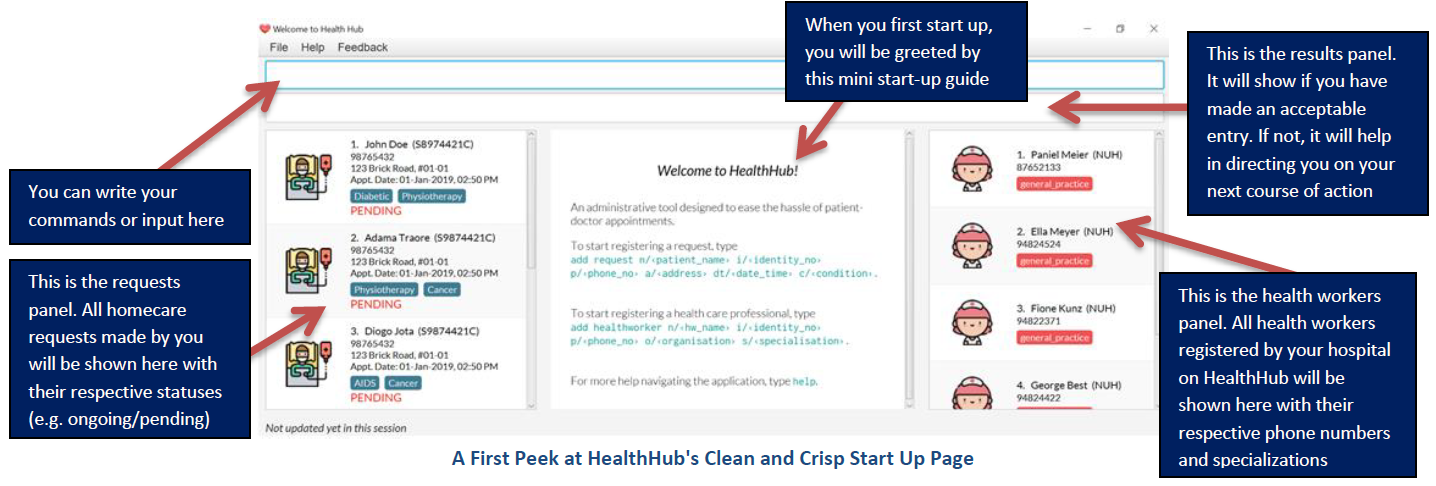 Welcome to Health Hub
File Help Feedback
When you first start up,
you will be greeted by
this mini start-up guide
This is the results panel.
It will show if you have
made an acceptable
entry. If not, it will help
in directing you on your
next course of action
You can write your
commands or input here
This is the requests
panel. All homecare
requests made by you
will be shown here with
their respective statuses
(e.g. ongoing/pending)
1. John Doe (S8974421C)
98765432
123 Brick Road, #01-01
Appt. Date: 01-Jan-2019, 02:50 PM
Diabetic Physiotherapy
PENDING
2. Adama Traore (S9874421C)
98765432
123 Brick Road, #01-01
Appt. Date: 01-Jan-2019, 02:50 PM
Physiotherapy Cancer
PENDING
3. Diogo Jota (S9874421C)
98765432
123 Brick Road, #01-01
Appt. Date: 01-Jan-2019, 02:50 PM
AIDS Cancer
PENDING
Welcome to HealthHub!
An administrative tool designed to ease the hassle of patient-
doctor appointments.
To start registering a request, type
add request n/<patient_name> i/<identity_no>
p/<phone_no> a/<address> dt/<date_time> c/<condition>.
To start registering a health care professional, type
add healthworker n/<hw_name> i/<identity_no>
p/<phone_no> o/<organisation> s/<specialisation>.
For more help navigating the application, type help.
1. Paniel Meier (NUH)
87652133
general_practice
2. Ella Meyer (NUH)
94824524
general_practice
3. Fione Kunz (NUH)
94822371
general_practice
4. George Best (NUH)
94824422
This is the health workers
panel. All health workers
registered by your hospital
on HealthHub will be
shown here with their
respective phone numbers
and specializations
Not updated yet in this session
A First Peek at HealthHub's Clean and Crisp Start Up Page